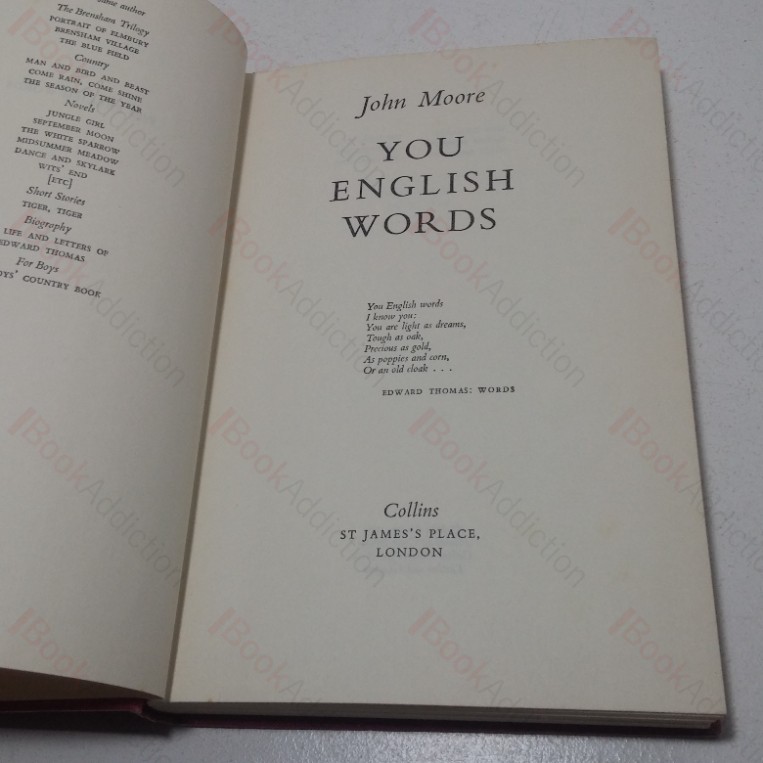 same author
The Brensham Trilogy
PORTRAIT OF ELMBURY
BRENSHAM VILLAGE
THE BLUE FIELD
Country
MAN AND BIRD AND BEAST
COME RAIN, COME SHINE
THE SEASON OF THE YEAR
Novels
JUNGLE GIRL
SEPTEMBER MOON
THE WHITE SPARROW
MIDSUMMER MEADOW
DANCE AND SKYLARK
WITS' END
[ETC]
Short Stories
TIGER, TIGER
Biography
LIFE AND LETTERS OF
EDWARD THOMAS
For Boys
BOYS' COUNTRY BOOK
John Moore
YOU
ENGLISH
WORDS
You English words
I know you:
You are light as dreams,
Tough as oak,
Precious as gold,
As poppies and corn,
Or an old cloak . . .
EDWARD THOMAS: WORDS
Collins
ST JAMES'S PLACE,
LONDON
BookAddiction